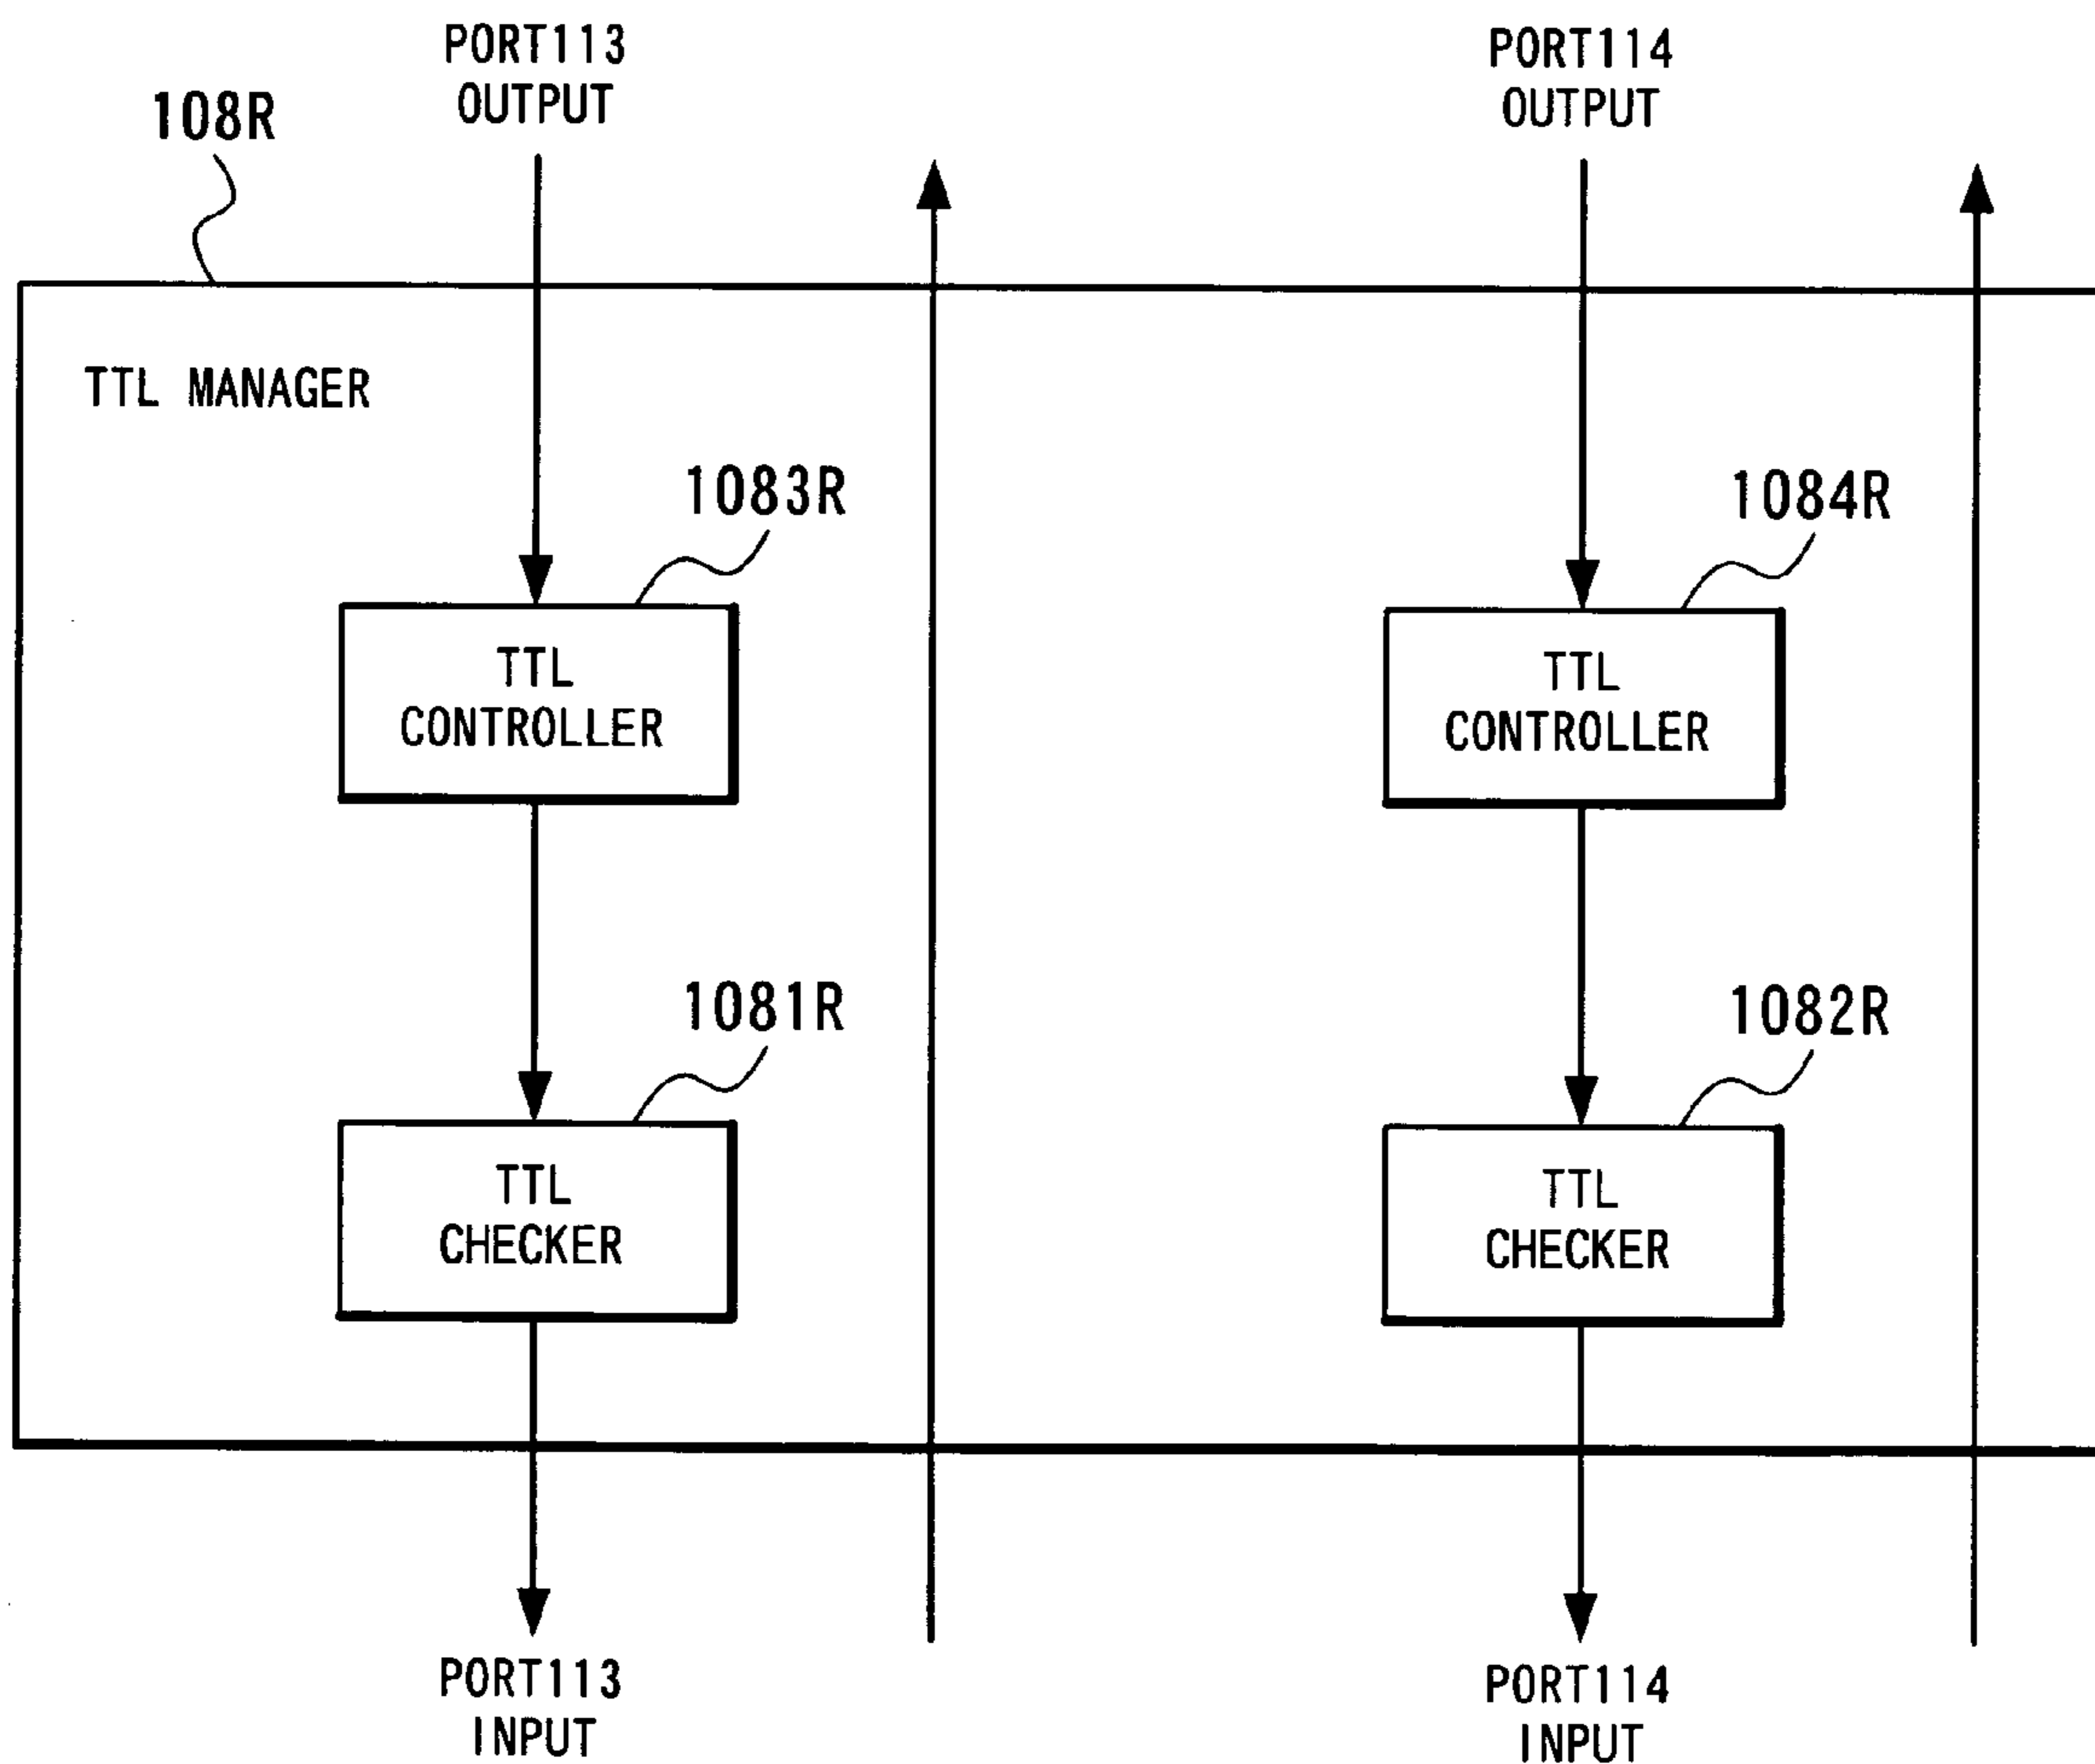 PORT113
OUTPUT
PORT114
OUTPUT
108R
TTL MANAGER
1083R
1084R
TTL
CONTROLLER
TTL
CONTROLLER
1081R
1082R
TTL
CHECKER
TTL
CHECKER
PORT113
INPUT
PORT114
INPUT